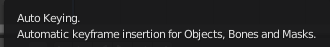 Auto Keying.
Automatic keyframe insertion for Objects, Bones and Masks.